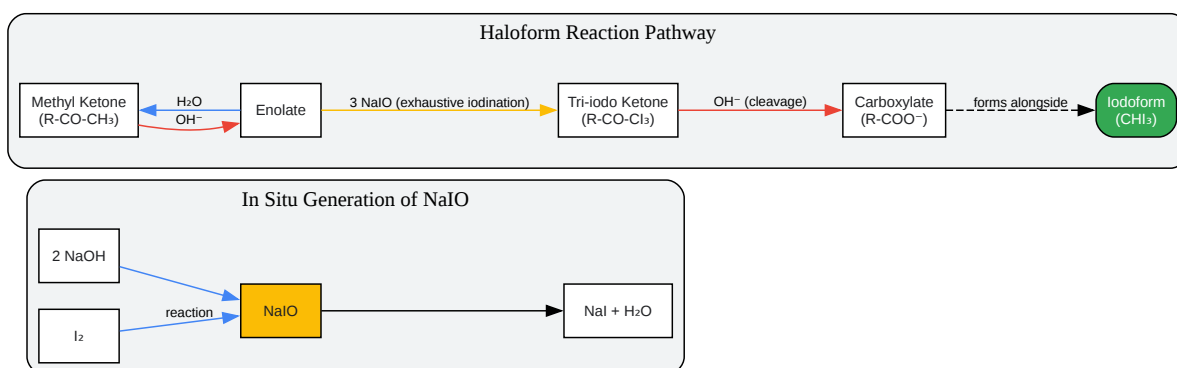 Haloform Reaction Pathway
Methyl Ketone
(R-CO-CH₃)
H₂O
OH⁻
Enolate
3 NaIO (exhaustive iodination)
Tri-iodo Ketone
(R-CO-CI₃)
OH⁻ (cleavage)
Carboxylate
(R-COO⁻)
forms alongside
Iodoform
(CHI₃)
In Situ Generation of NaIO
2 NaOH
I₂
reaction
NaIO
NaI + H₂O